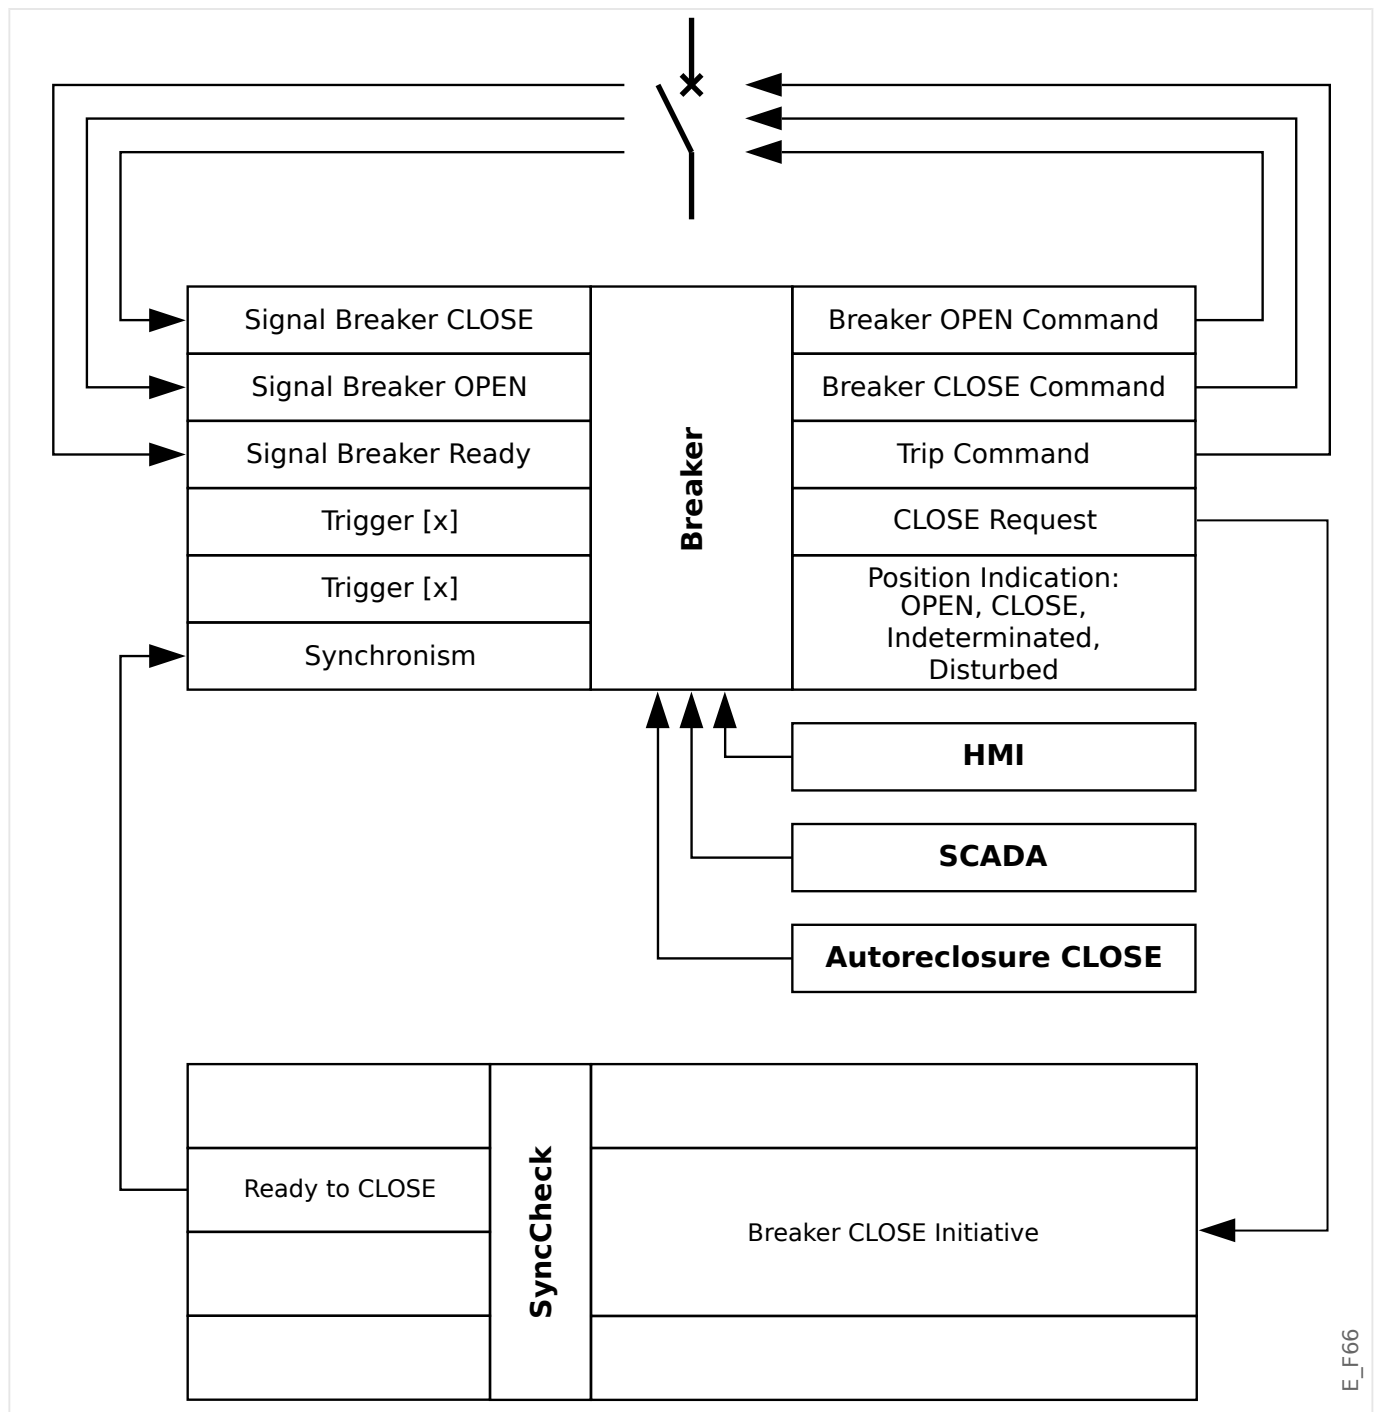 Signal Breaker CLOSE
Signal Breaker OPEN
Signal Breaker Ready
Trigger [x]
Trigger [x]
Synchronism
Breaker
Breaker OPEN Command
Breaker CLOSE Command
Trip Command
CLOSE Request
Position Indication:
OPEN, CLOSE,
Indeterminated,
Disturbed
HMI
SCADA
Autoreclosure CLOSE
Ready to CLOSE
SyncCheck
Breaker CLOSE Initiative
E_F66